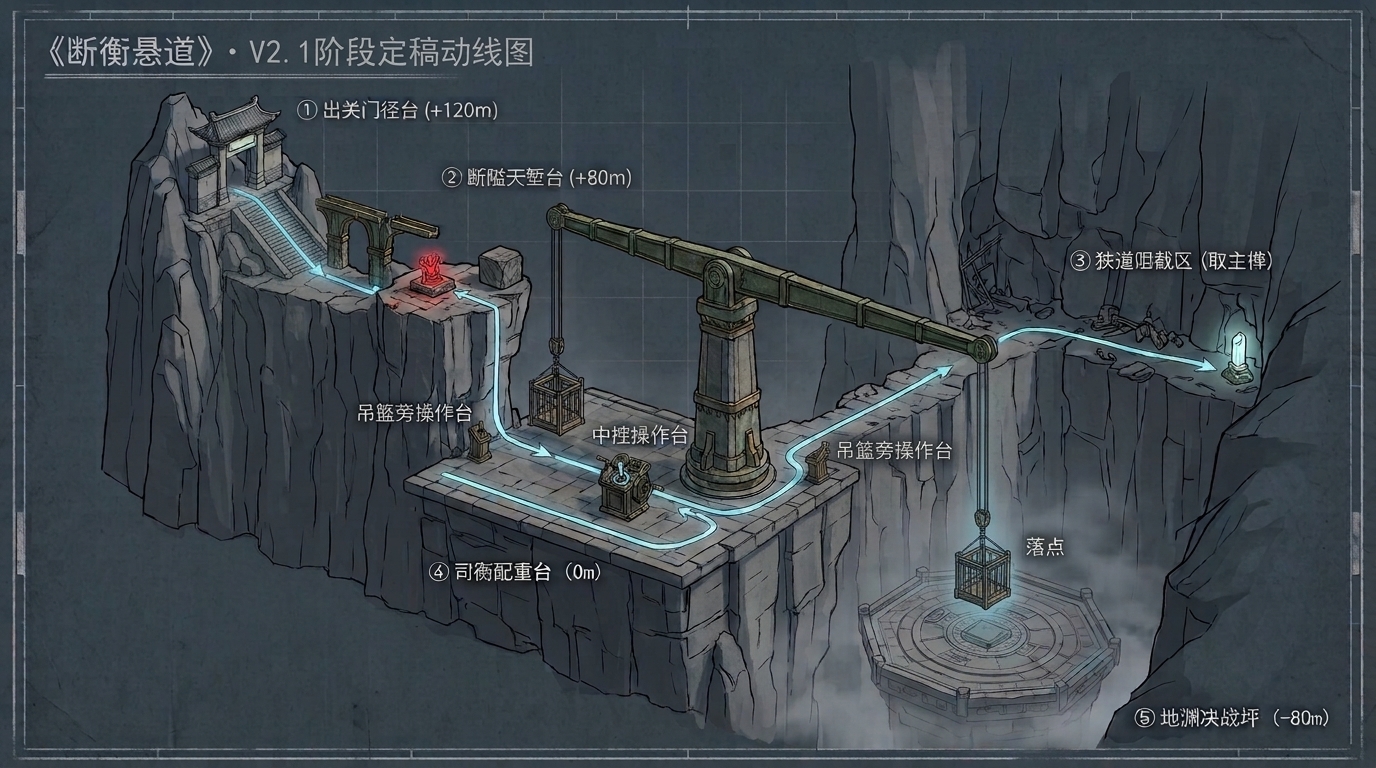 《断衡悬道》· V2.1阶段定稿动线图
① 出关门径台 (+120m)
② 断隘天堑台 (+80m)
③ 狭道阻截区 (取主榫)
吊篮旁操作台
中控操作台
吊篮旁操作台
④ 司衡配重台 (0m)
落点
⑤ 地渊决战坪 (-80m)